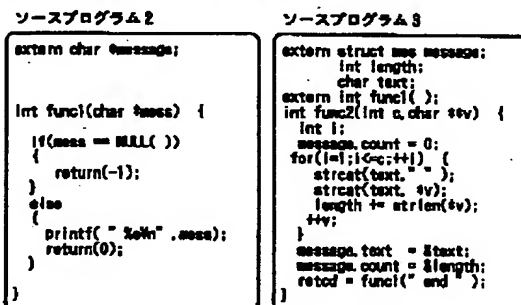 ソースプログラム2
extern char *message;
int func1(char *mess) {
if(mess == NULL( ))
{
return(-1);
}
else
{
printf( " %s¥n" ,mess);
return(0);
}
}
ソースプログラム3
extern struct mes message;
int length;
char text;
extern int func1( );
int func2(int c,char **v) {
int i;
message.count = 0;
for(i=1;i<=c;++i) {
strcat(text," " );
strcat(text, *v);
length += strlen(*v);
++v;
}
message.text = &text;
message.count = &length;
retcd = func1(" end " );
}